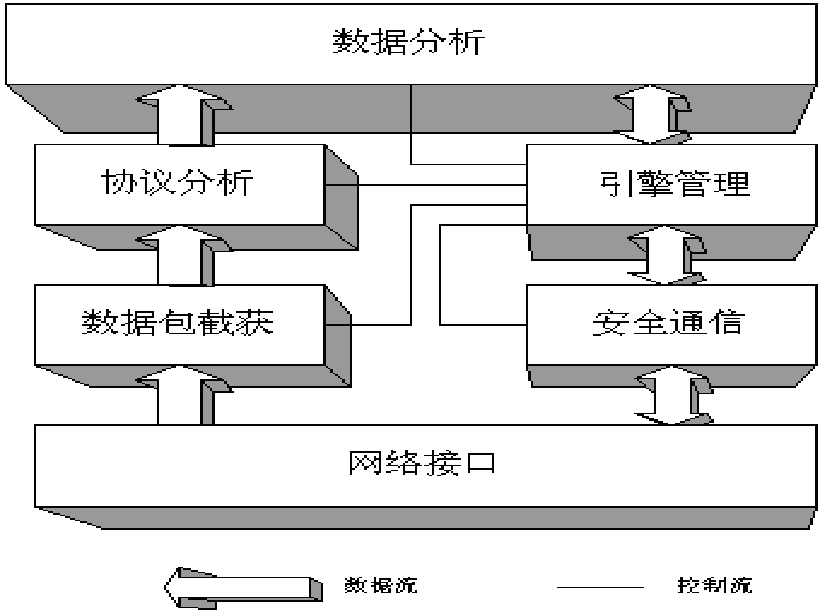 数据分析
协议分析
引擎管理
数据包截获
安全通信
网络接口
数据流
控制流